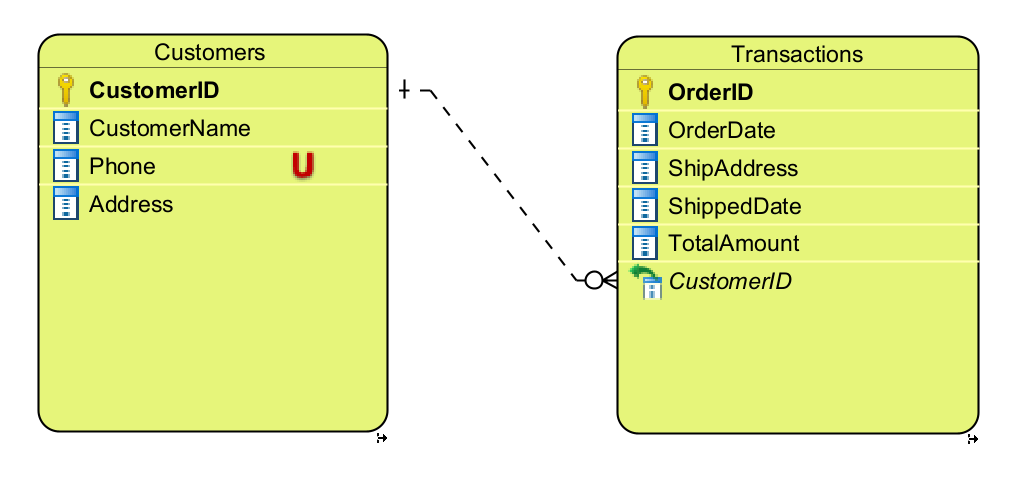 Customers
CustomerID
CustomerName
Phone U
Address
Transactions
OrderID
OrderDate
ShipAddress
ShippedDate
TotalAmount
CustomerID